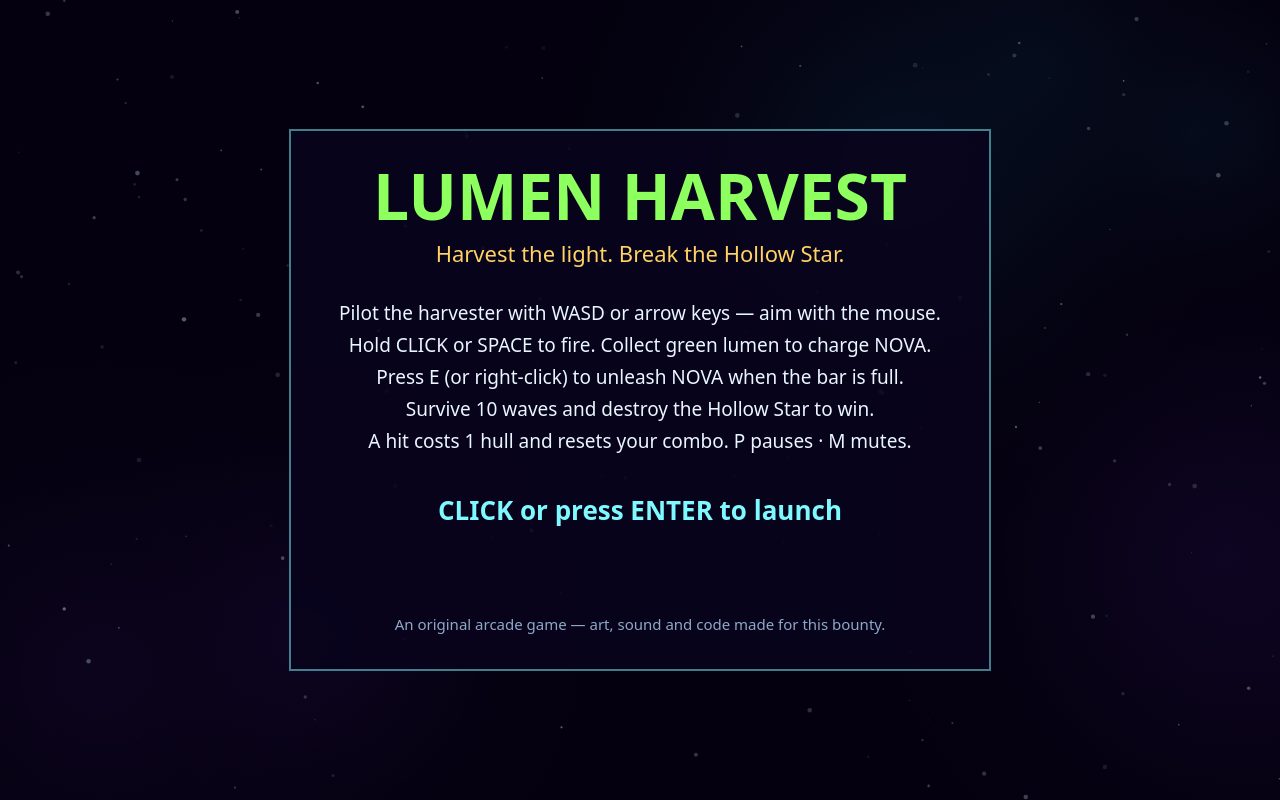 LUMEN HARVEST
Harvest the light. Break the Hollow Star.
Pilot the harvester with WASD or arrow keys — aim with the mouse.
Hold CLICK or SPACE to fire. Collect green lumen to charge NOVA.
Press E (or right-click) to unleash NOVA when the bar is full.
Survive 10 waves and destroy the Hollow Star to win.
A hit costs 1 hull and resets your combo. P pauses · M mutes.
CLICK or press ENTER to launch
An original arcade game — art, sound and code made for this bounty.